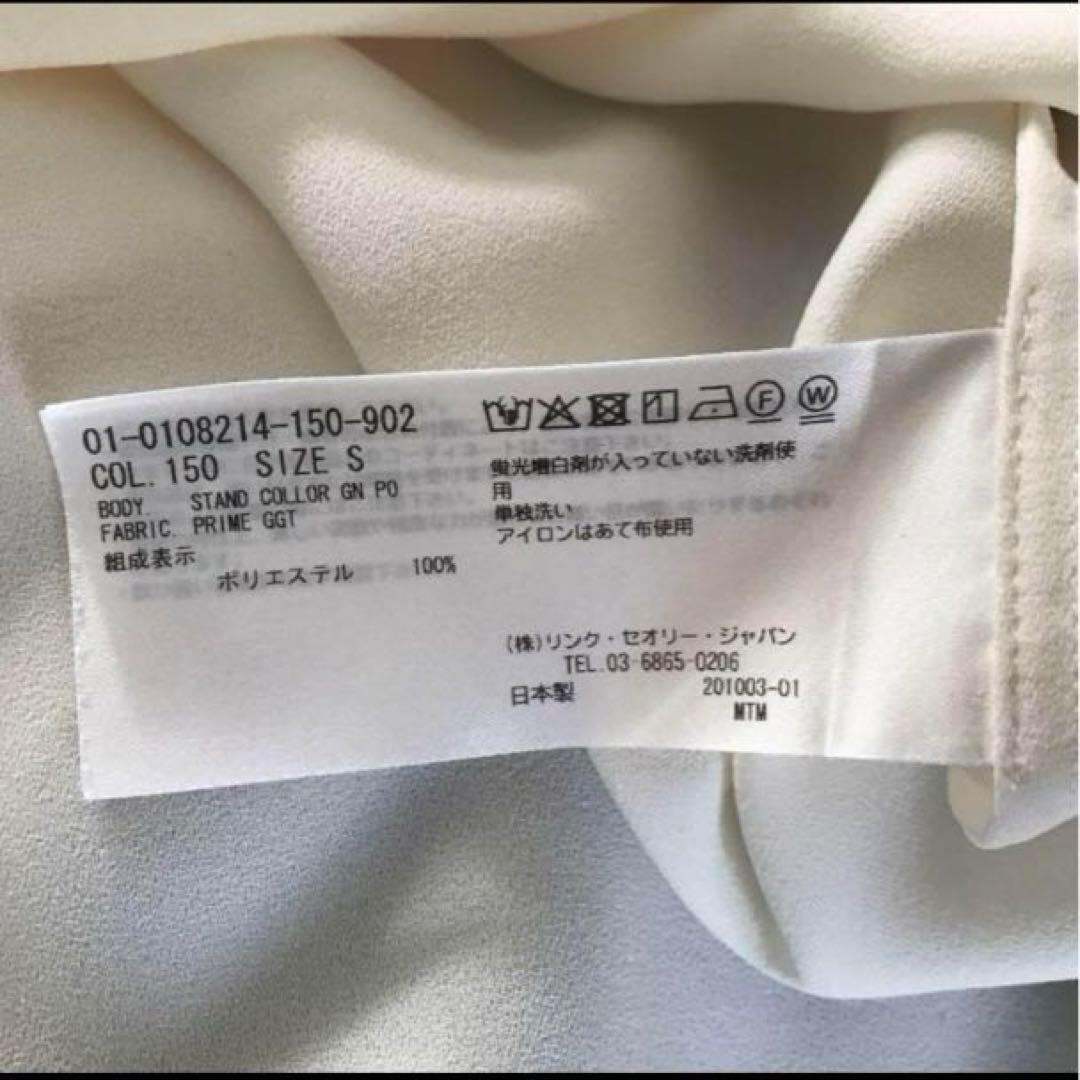 01-0108214-150-902
COL.150 SIZE S
BODY. STAND COLLOR GN PO
FABRIC. PRIME GGT
組成表示
ポリエステル 100%
F W
蛍光増白剤が入っていない洗剤使
用
単独洗い
アイロンはあて布使用
(株)リンク・セオリー・ジャパン
TEL.03-6865-0206
日本製 201003-01
MTM